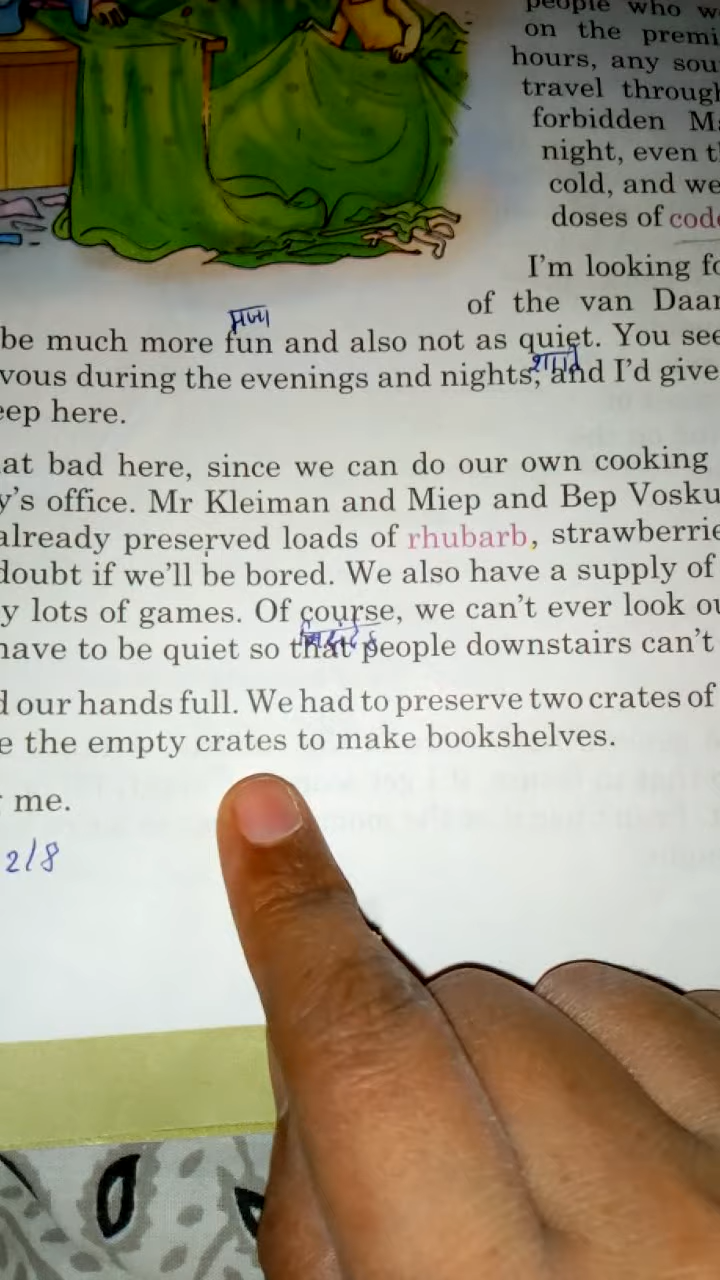 people who w
on the premi
hours, any sou
travel through
forbidden Ma
night, even t
cold, and we
doses of code
I'm looking fo
of the van Daan
मजा
be much more fun and also not as quiet. You see
vous during the evenings and nights, and I'd give
eep here.
at bad here, since we can do our own cooking
y's office. Mr Kleiman and Miep and Bep Vosku
already preserved loads of rhubarb, strawberrie
doubt if we'll be bored. We also have a supply of
y lots of games. Of course, we can't ever look ou
have to be quiet so that people downstairs can't
d our hands full. We had to preserve two crates of
e the empty crates to make bookshelves.
r me.
2/8